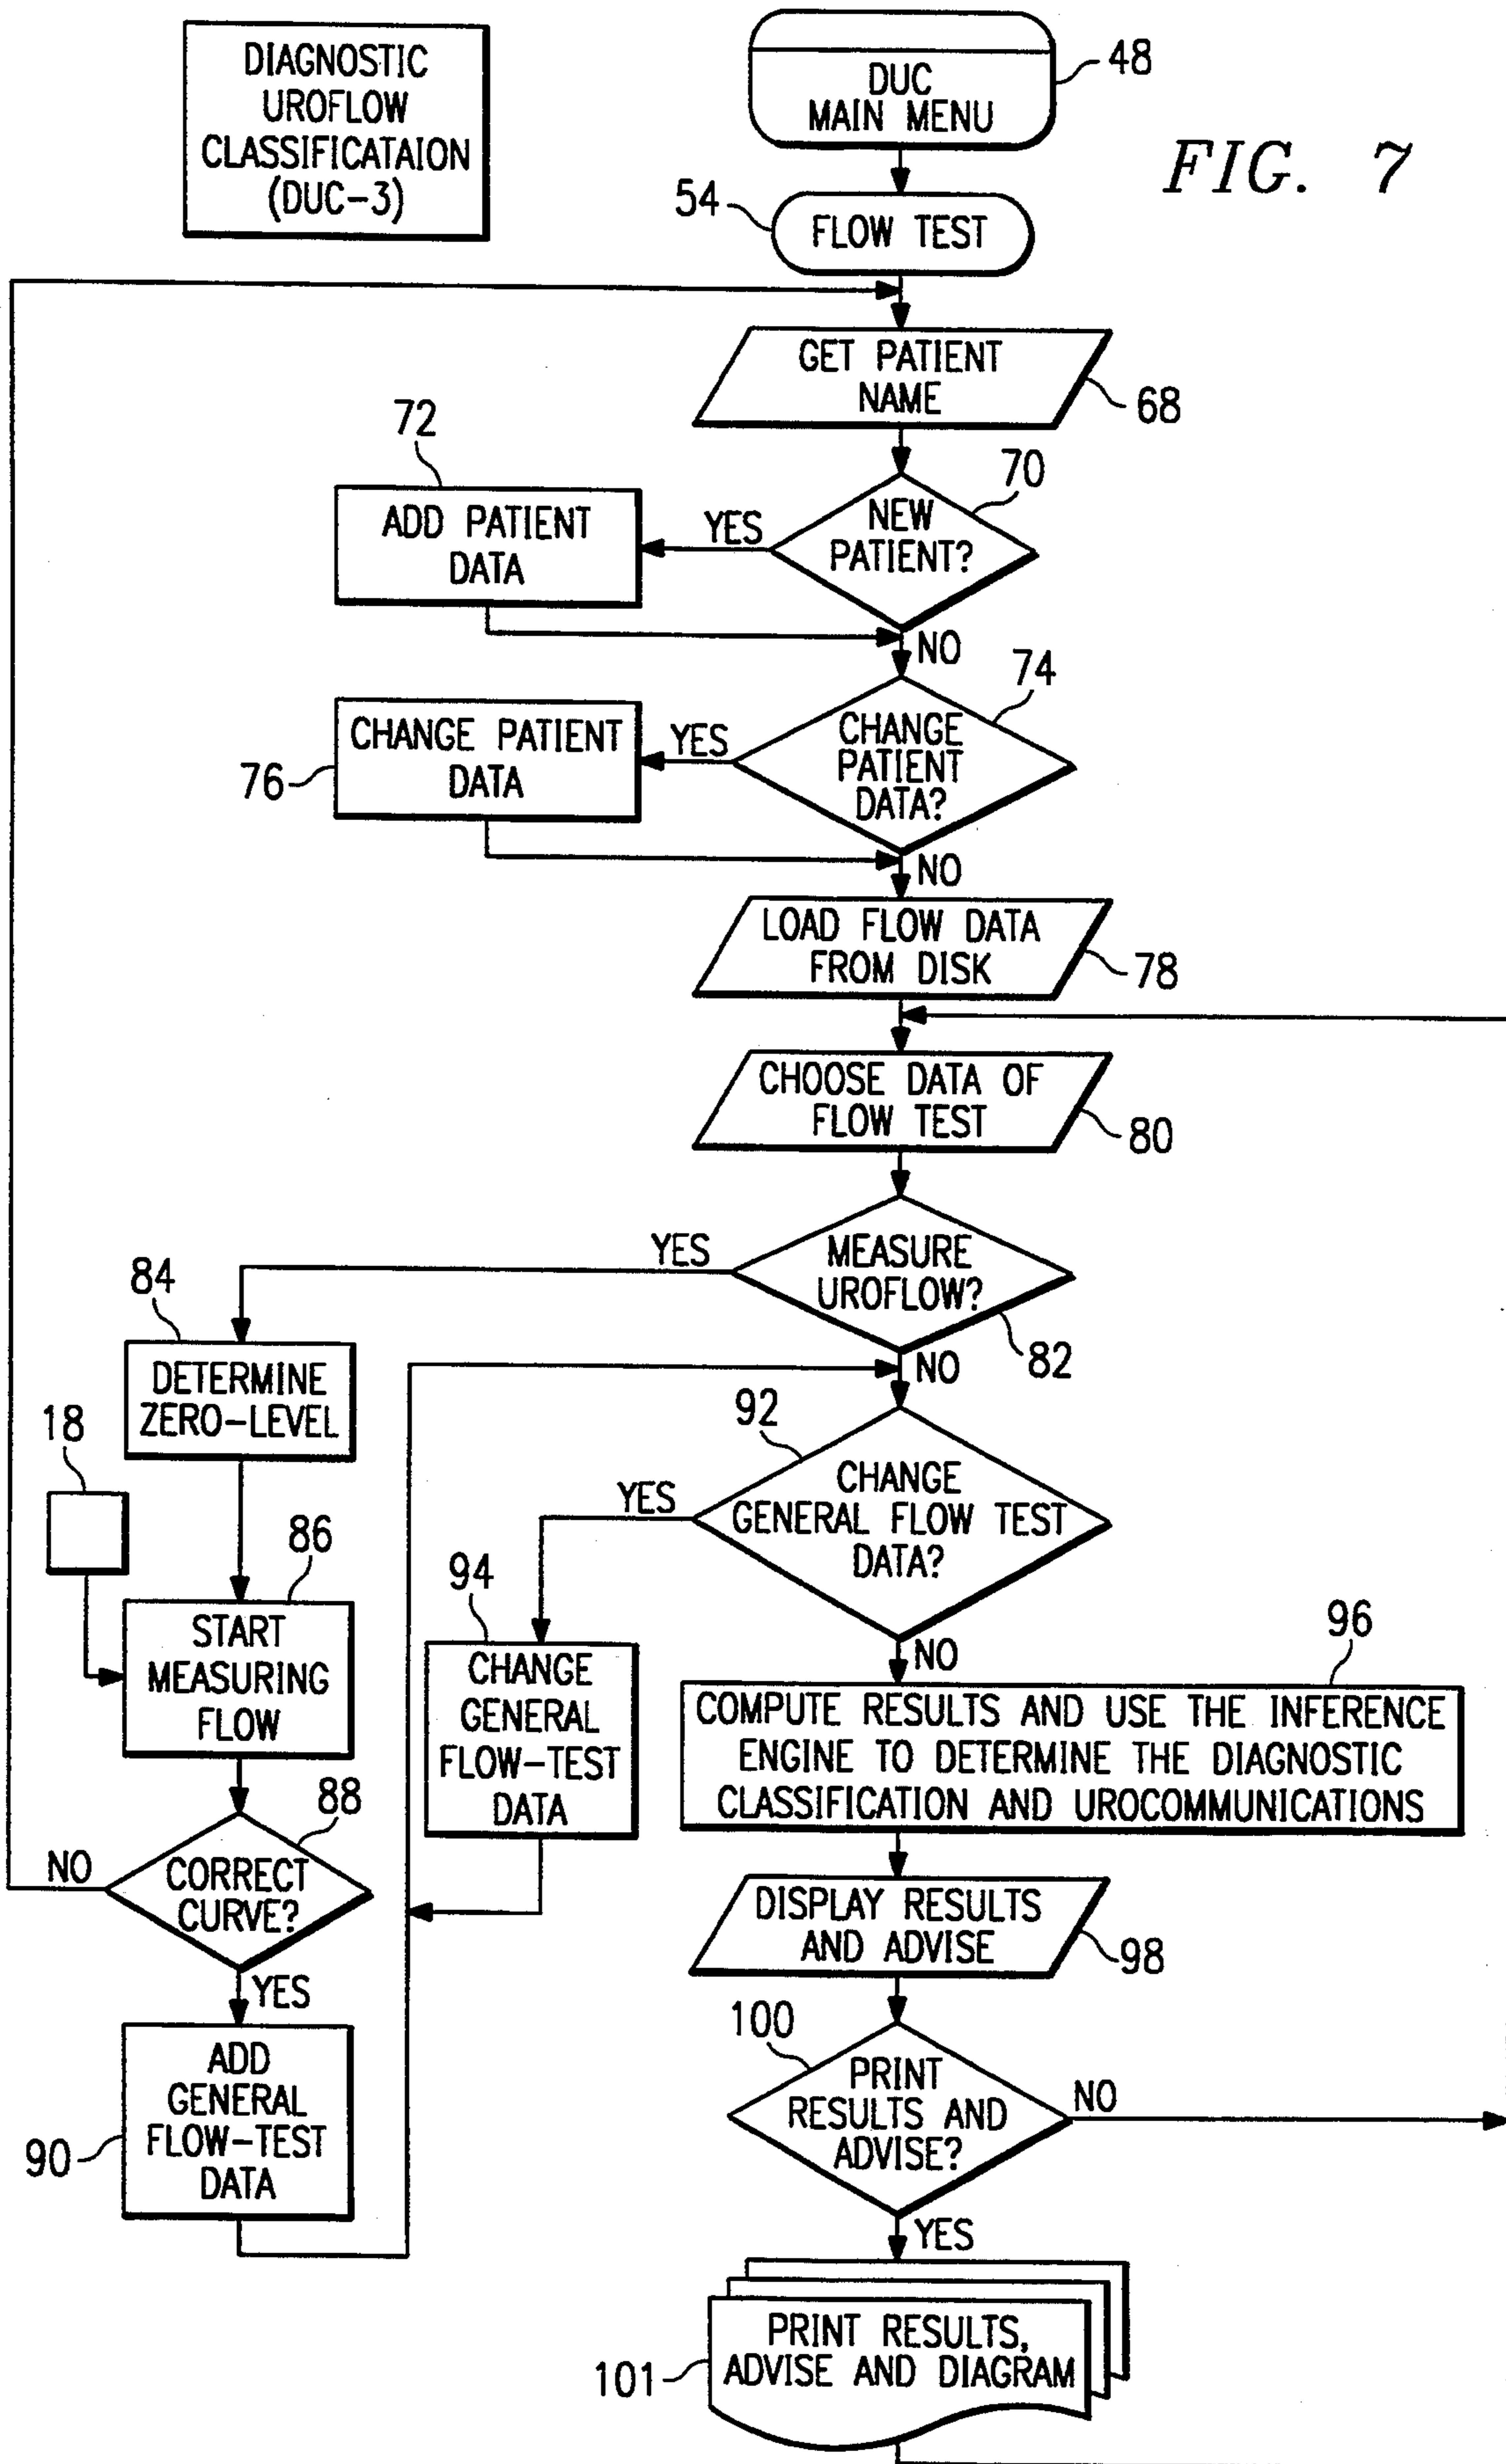 DIAGNOSTIC
UROFLOW
CLASSIFICATAION
(DUC-3)
DUC
MAIN MENU
48
FIG. 7
54
FLOW TEST
GET PATIENT
NAME
68
72
ADD PATIENT
DATA
YES
NEW
PATIENT?
70
NO
74
CHANGE PATIENT
DATA
76
YES
CHANGE
PATIENT
DATA?
NO
LOAD FLOW DATA
FROM DISK
78
CHOOSE DATA OF
FLOW TEST
80
YES
MEASURE
UROFLOW?
82
NO
84
DETERMINE
ZERO-LEVEL
18
86
START
MEASURING
FLOW
88
NO
CORRECT
CURVE?
YES
90
ADD
GENERAL
FLOW-TEST
DATA
92
YES
CHANGE
GENERAL FLOW TEST
DATA?
94
CHANGE
GENERAL
FLOW-TEST
DATA
NO
96
COMPUTE RESULTS AND USE THE INFERENCE
ENGINE TO DETERMINE THE DIAGNOSTIC
CLASSIFICATION AND UROCOMMUNICATIONS
DISPLAY RESULTS
AND ADVISE
98
100
PRINT
RESULTS AND
ADVISE?
NO
YES
PRINT RESULTS,
ADVISE AND DIAGRAM
101